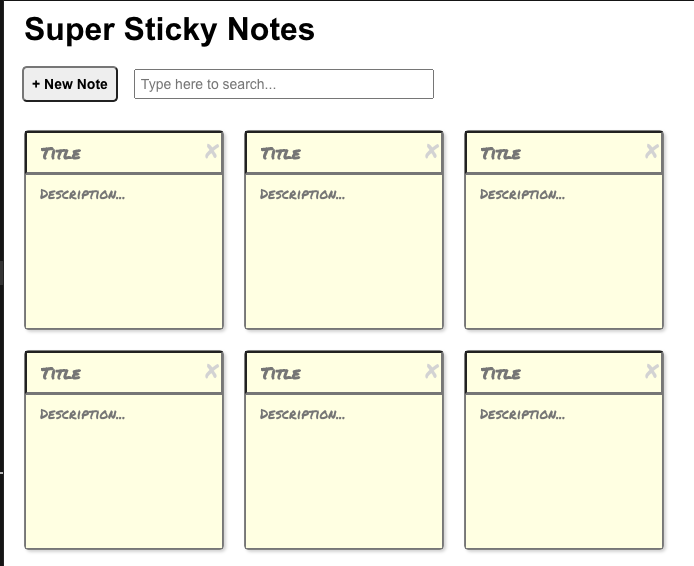 Super Sticky Notes
+ New Note Type here to search...
Title x Title x Title x
Description... Description... Description...
Title x Title x Title x
Description... Description... Description...